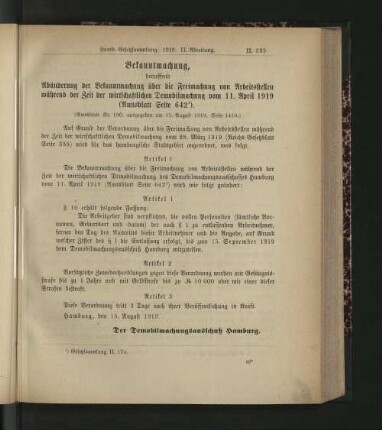 Hamb. Gesetzsammlung. 1919. II. Abteilung. II. 235
Bekanntmachung,
betreffend
Abänderung der Bekanntmachung über die Freimachung von Arbeitsstellen
während der Zeit der wirtschaftlichen Demobilmachung vom 11. April 1919
(Amtsblatt Seite 642*).
(Amtsblatt Nr. 190, ausgegeben am 15. August 1919, Seite 1419.)
Auf Grund der Verordnung über die Freimachung von Arbeitsstellen während
der Zeit der wirtschaftlichen Demobilmachung vom 28. März 1919 (Reichs-Gesetzblatt
Seite 355) wird für das hamburgische Staatsgebiet angeordnet, was folgt.
Artikel I
Die Bekanntmachung über die Freimachung von Arbeitsstellen während der
Zeit der wirtschaftlichen Demobilmachung des Demobilmachungsausschusses Hamburg
vom 11. April 1919 (Amtsblatt Seite 642*) wird wie folgt geändert:
Artikel 1
§ 10 erhält folgende Fassung:
Die Arbeitgeber sind verpflichtet, die vollen Personalien (sämtliche Vor-
namen, Geburtsort und -datum) der nach § 1 zu entlassenden Arbeitnehmer,
ferner den Tag des Austritts dieser Arbeitnehmer und die Angabe, auf Grund
welcher Ziffer des § 1 die Entlassung erfolgt, bis zum 15. September 1919
dem Demobilmachungsausschuß Hamburg mitzuteilen.
Artikel 2
Vorsätzliche Zuwiderhandlungen gegen diese Verordnung werden mit Gefängnis-
strafe bis zu 1 Jahre und mit Geldstrafe bis zu ℳ 10 000 oder mit einer dieser
Strafen bestraft.
Artikel 3
Diese Verordnung tritt 3 Tage nach ihrer Veröffentlichung in Kraft.
Hamburg, den 15. August 1919.
Der Demobilmachungsausschuß Hamburg.
*) Gesetzsammlung II. 174.